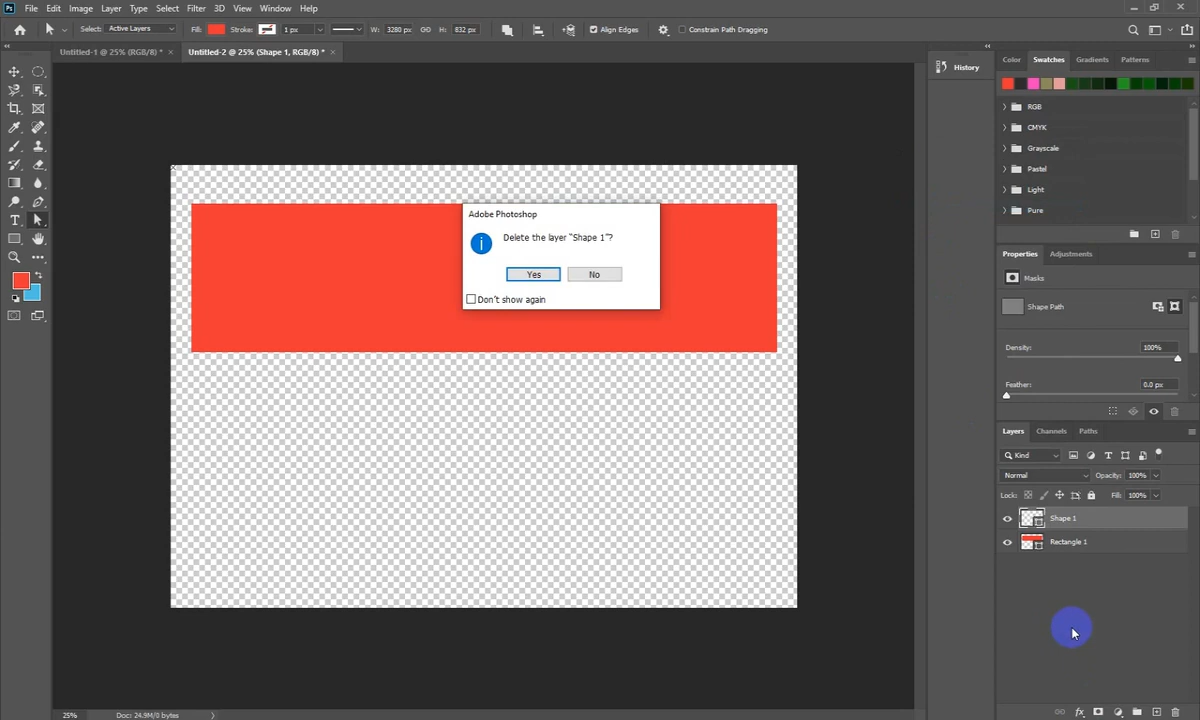 Ps File Edit Image Layer Type Select Filter 3D View Window Help
Select: Active Layers Fill: Stroke: 1 px W: 3280 px GO H: 832 px Align Edges Constrain Path Dragging
Untitled-1 @ 25% (RGB/8) * × Untitled-2 @ 25% (Shape 1, RGB/8) * ×
History
Color Swatches Gradients Patterns
RGB
CMYK
Grayscale
Pastel
Light
Pure
Adobe Photoshop
Delete the layer “Shape 1”?
Yes No
Don't show again
Properties Adjustments
Masks
Shape Path
Density: 100%
Feather: 0.0 px
Layers Channels Paths
Kind
Normal Opacity: 100%
Lock: Fill: 100%
Shape 1
Rectangle 1
25% Doc: 24.9M/0 bytes